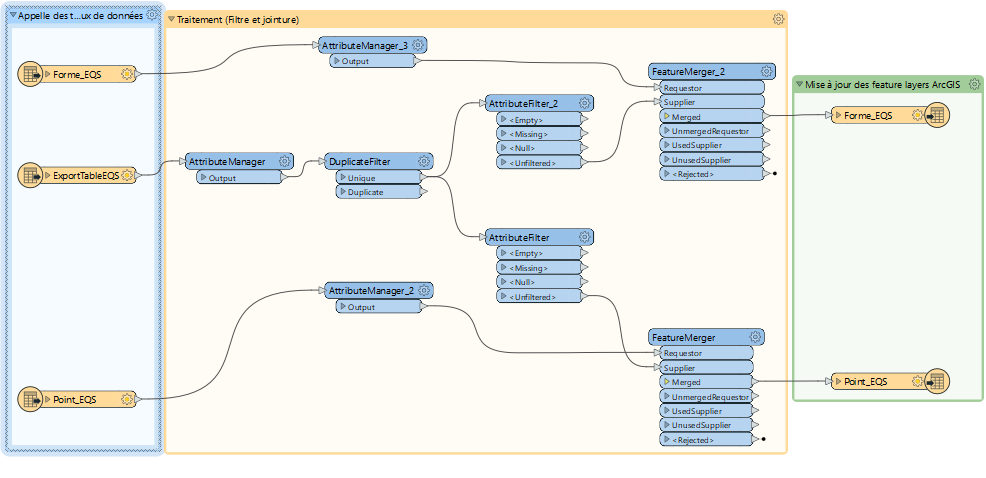 Appelle des t...ux de données
Forme_EQS
ExportTableEQS
Point_EQS
Traitement (Filtre et jointure)
AttributeManager_3
Output
AttributeManager
Output
DuplicateFilter
Unique
Duplicate
AttributeManager_2
Output
AttributeFilter_2
<Empty>
<Missing>
<Null>
<Unfiltered>
AttributeFilter
<Empty>
<Missing>
<Null>
<Unfiltered>
FeatureMerger_2
Requestor
Supplier
Merged
UnmergedRequestor
UsedSupplier
UnusedSupplier
<Rejected>
FeatureMerger
Requestor
Supplier
Merged
UnmergedRequestor
UsedSupplier
UnusedSupplier
<Rejected>
Mise à jour des feature layers ArcGIS
Forme_EQS
Point_EQS